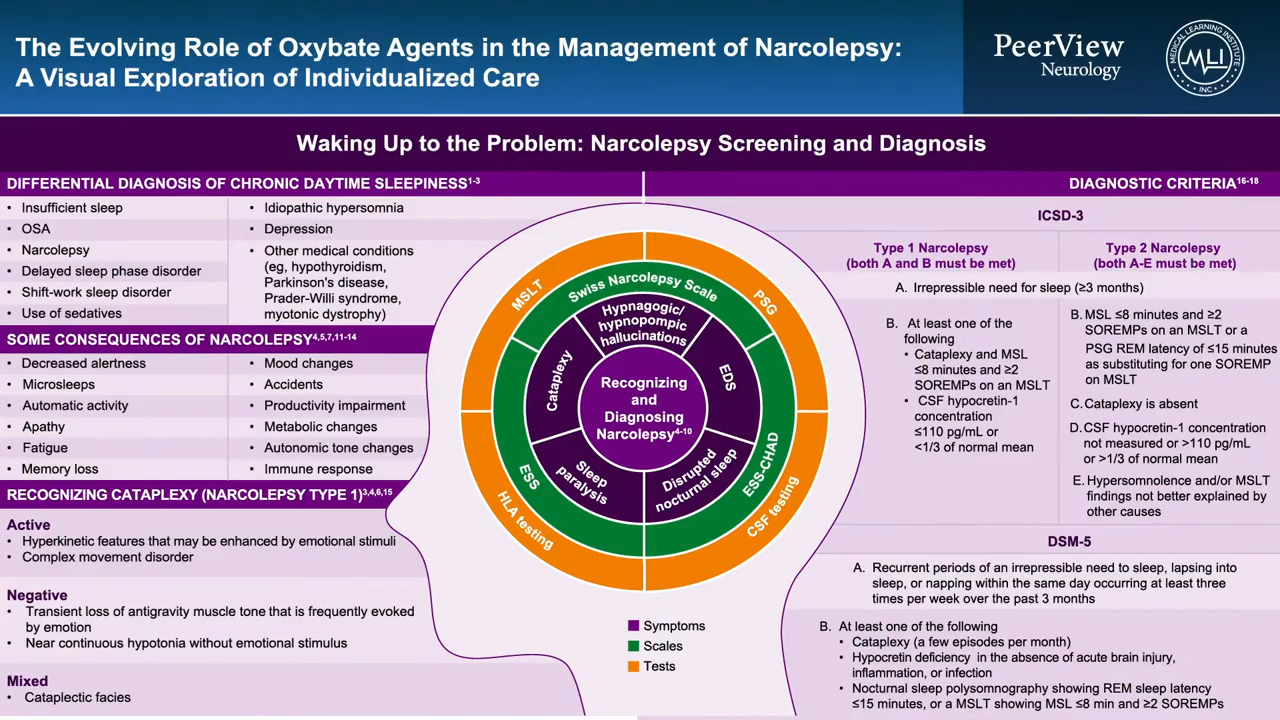 The Evolving Role of Oxybate Agents in the Management of Narcolepsy:
A Visual Exploration of Individualized Care
PeerView
Neurology
MEDICAL LEARNING INSTITUTE
MLI
INC
Waking Up to the Problem: Narcolepsy Screening and Diagnosis
DIFFERENTIAL DIAGNOSIS OF CHRONIC DAYTIME SLEEPINESS1-3
• Insufficient sleep
• OSA
• Narcolepsy
• Delayed sleep phase disorder
• Shift-work sleep disorder
• Use of sedatives
• Idiopathic hypersomnia
• Depression
• Other medical conditions
(eg, hypothyroidism,
Parkinson's disease,
Prader-Willi syndrome,
myotonic dystrophy)
SOME CONSEQUENCES OF NARCOLEPSY4,5,7,11-14
• Decreased alertness
• Microsleeps
• Automatic activity
• Apathy
• Fatigue
• Memory loss
• Mood changes
• Accidents
• Productivity impairment
• Metabolic changes
• Autonomic tone changes
• Immune response
RECOGNIZING CATAPLEXY (NARCOLEPSY TYPE 1)3,4,6,15
Active
• Hyperkinetic features that may be enhanced by emotional stimuli
• Complex movement disorder
Negative
• Transient loss of antigravity muscle tone that is frequently evoked
by emotion
• Near continuous hypotonia without emotional stimulus
Mixed
• Cataplectic facies
MSLT
PSG
CSF testing
HLA testing
Swiss Narcolepsy Scale
ESS-CHAD
ESS
Hypnagogic/
hypnopompic
hallucinations
EDS
Disrupted
nocturnal sleep
Sleep
paralysis
Cataplexy
Recognizing
and
Diagnosing
Narcolepsy4-10
Symptoms
Scales
Tests
DIAGNOSTIC CRITERIA16-18
ICSD-3
Type 1 Narcolepsy
(both A and B must be met)
Type 2 Narcolepsy
(both A-E must be met)
A. Irrepressible need for sleep (≥3 months)
B. At least one of the
following
• Cataplexy and MSL
≤8 minutes and ≥2
SOREMPs on an MSLT
• CSF hypocretin-1
concentration
≤110 pg/mL or
<1/3 of normal mean
B. MSL ≤8 minutes and ≥2
SOREMPs on an MSLT or a
PSG REM latency of ≤15 minutes
as substituting for one SOREMP
on MSLT
C. Cataplexy is absent
D. CSF hypocretin-1 concentration
not measured or >110 pg/mL
or >1/3 of normal mean
E. Hypersomnolence and/or MSLT
findings not better explained by
other causes
DSM-5
A. Recurrent periods of an irrepressible need to sleep, lapsing into
sleep, or napping within the same day occurring at least three
times per week over the past 3 months
B. At least one of the following
• Cataplexy (a few episodes per month)
• Hypocretin deficiency in the absence of acute brain injury,
inflammation, or infection
• Nocturnal sleep polysomnography showing REM sleep latency
≤15 minutes, or a MSLT showing MSL ≤8 min and ≥2 SOREMPs